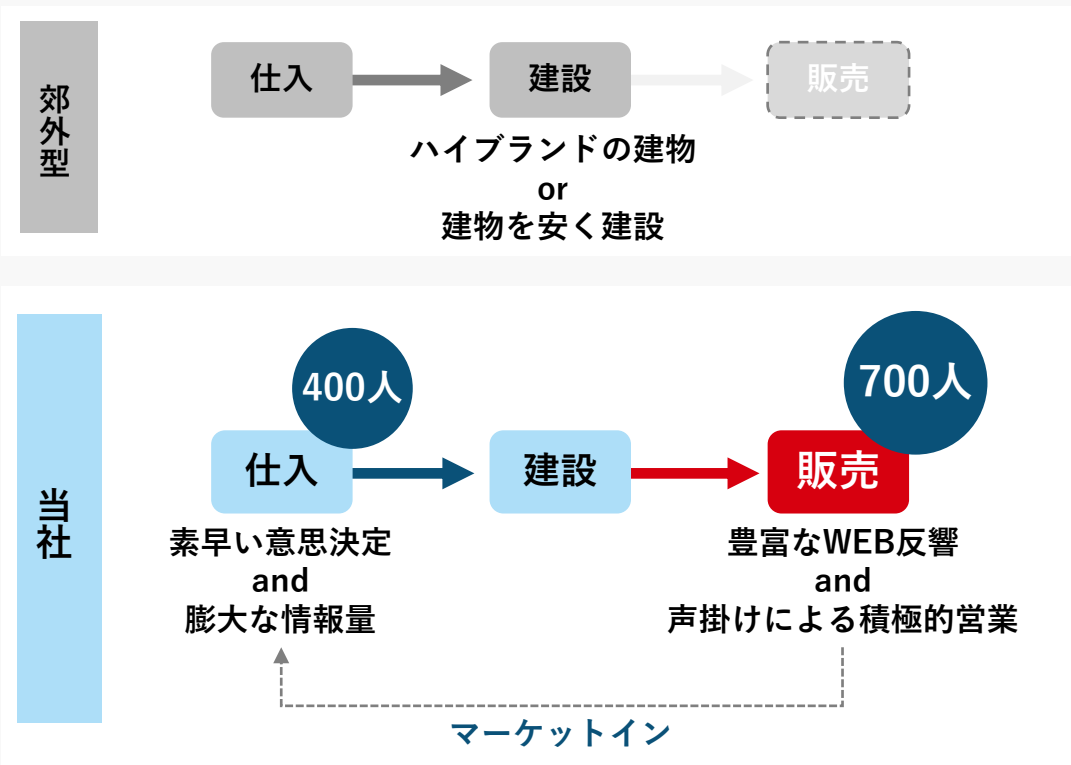 郊外型
仕入
建設
販売
ハイブランドの建物
or
建物を安く建設
当社
400人
700人
仕入
建設
販売
素早い意思決定
and
膨大な情報量
豊富なWEB反響
and
声掛けによる積極的営業
マーケットイン